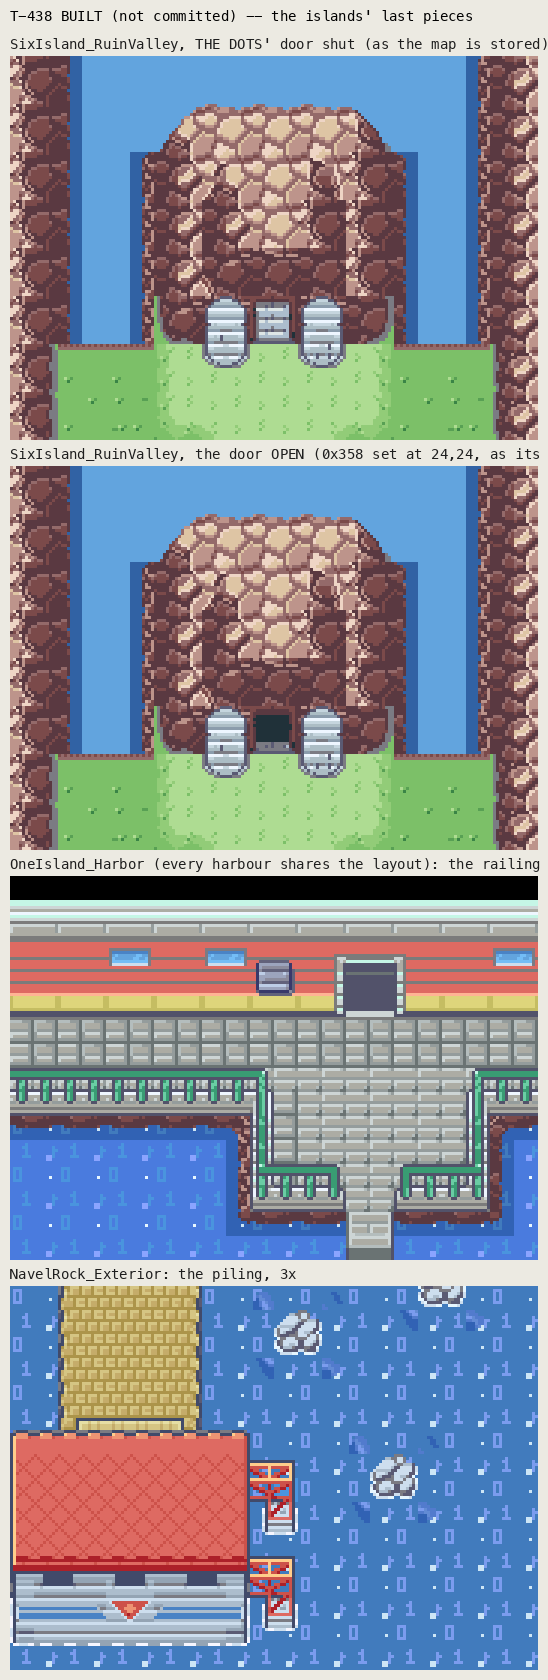 T-438 BUILT (not committed) -- the islands' last pieces
SixIsland_RuinValley, THE DOTS' door shut (as the map is stored)
SixIsland_RuinValley, the door OPEN (0x358 set at 24,24, as its
OneIsland_Harbor (every harbour shares the layout): the railing
NavelRock_Exterior: the piling, 3x